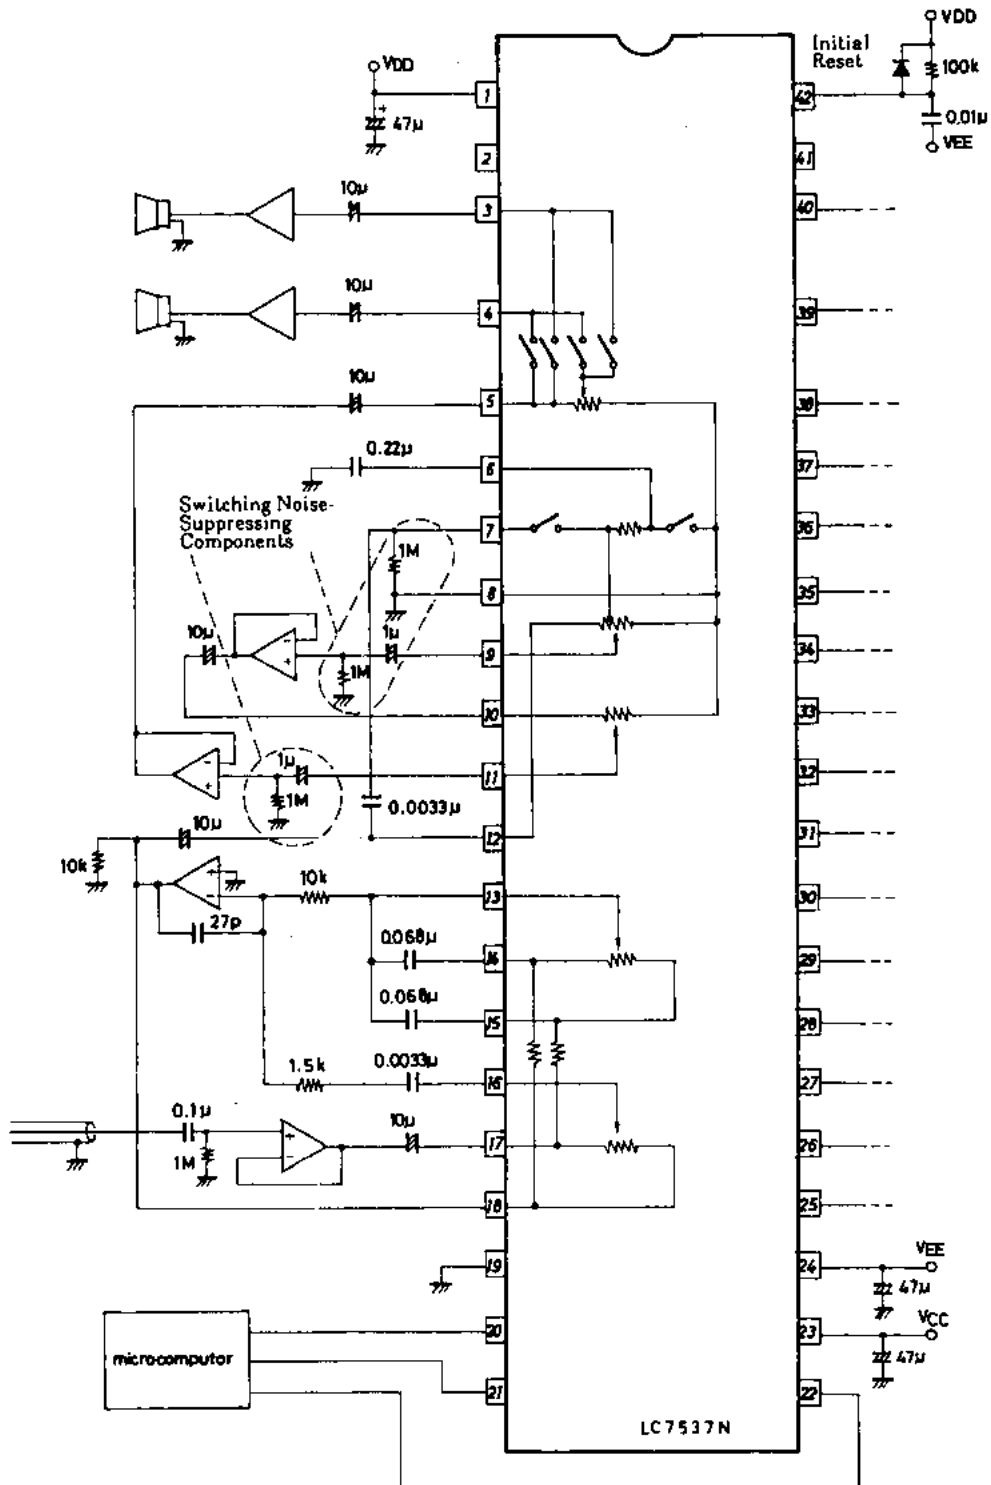 VDD
Initial
Reset
VDD
100k
1
42
47μ
0.01μ
VEE
2
41
10μ
3
40
10μ
4
39
10μ
5
38
0.22μ
6
37
Switching Noise-
Suppressing
Components
7
36
1M
8
35
10μ
1μ
9
34
1M
10
33
1μ
11
32
1M
0.0033μ
10μ
12
31
10k
10k
13
30
27p
0.068μ
14
29
0.068μ
15
28
1.5k
0.0033μ
16
27
0.1μ
10μ
17
26
1M
18
25
19
24
VEE
47μ
20
23
VCC
47μ
microcomputor
21
22
LC7537N